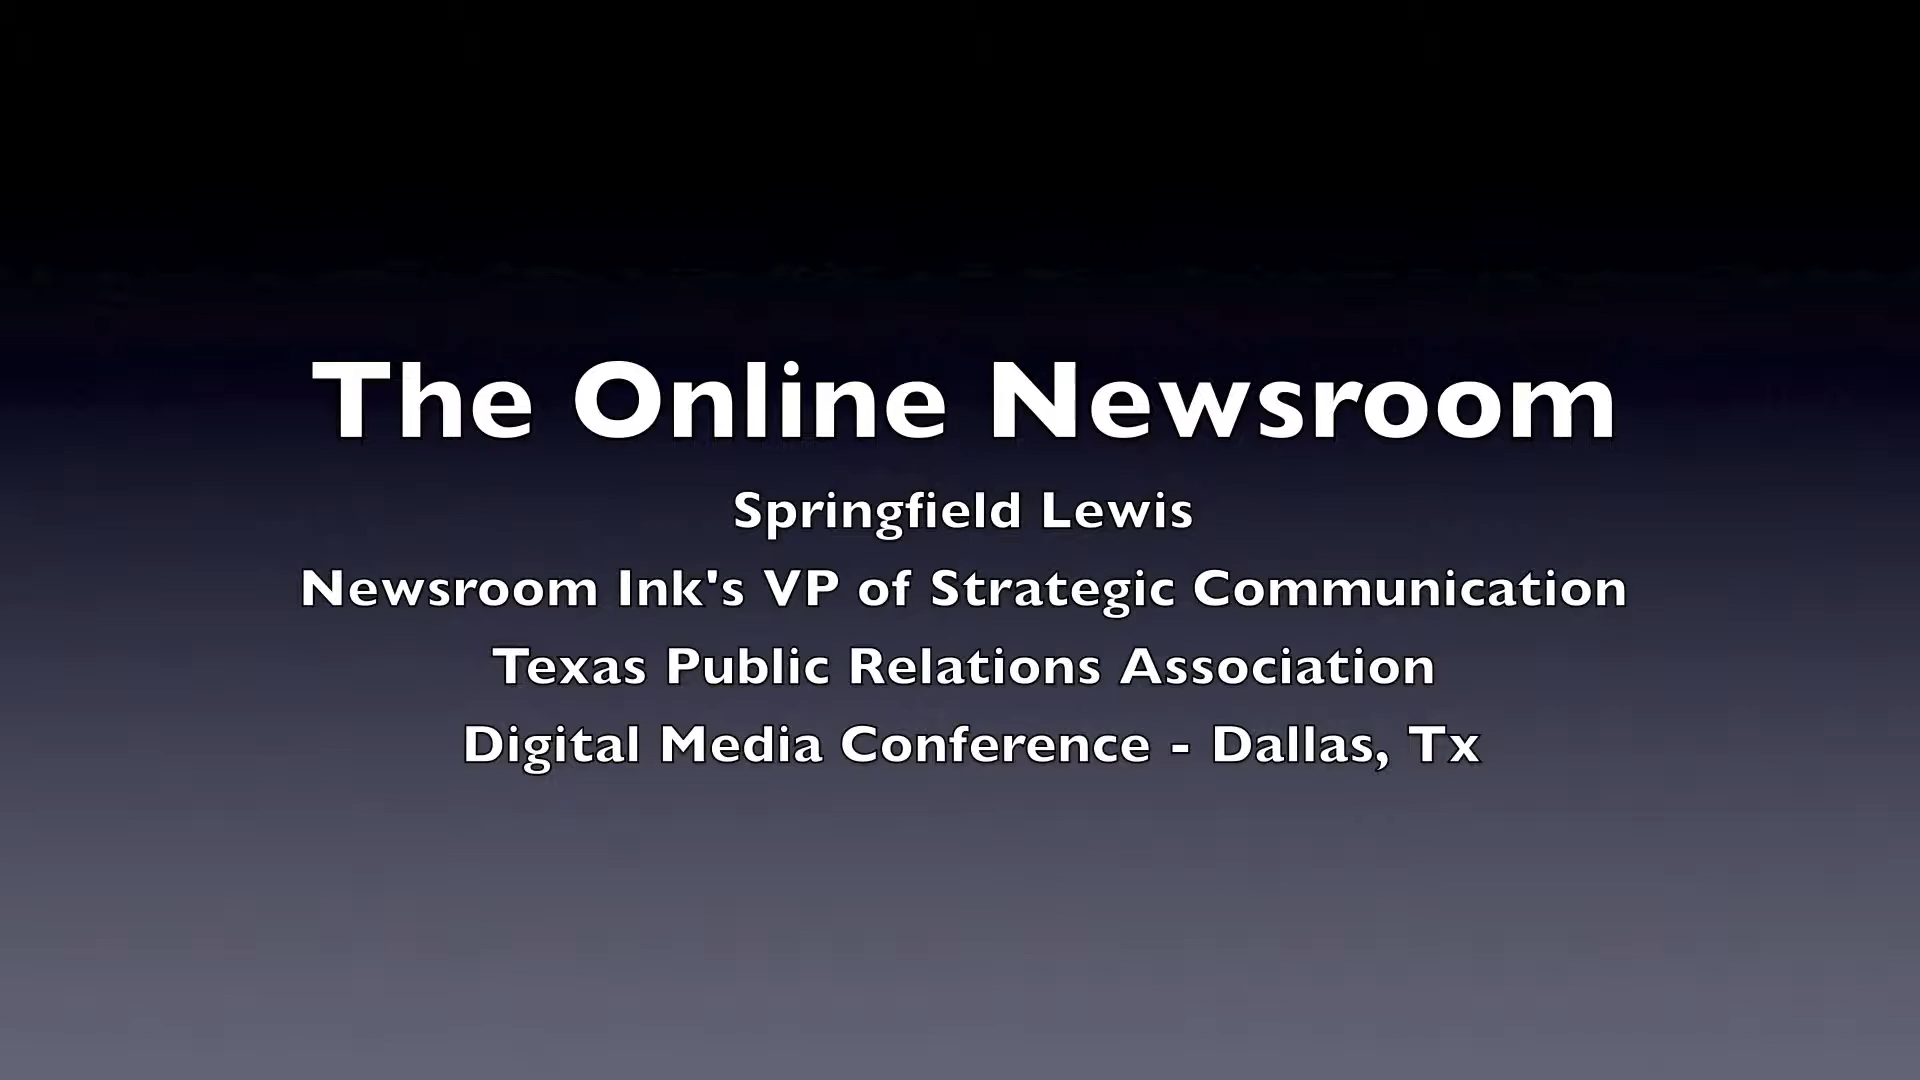 The Online Newsroom
Springfield Lewis
Newsroom Ink's VP of Strategic Communication
Texas Public Relations Association
Digital Media Conference - Dallas, Tx